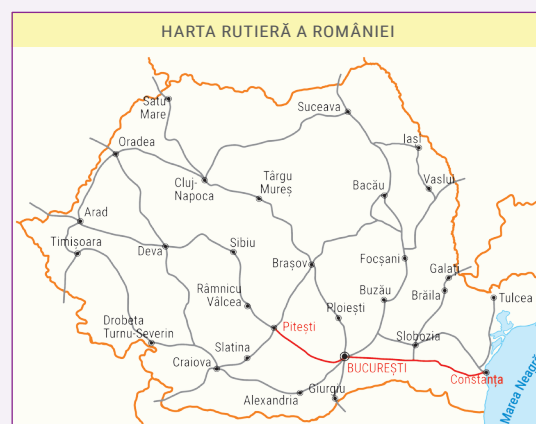 HARTA RUTIERĂ A ROMÂNIEI
Satu
Mare
Suceava
Oradea
Iași
Cluj-
Napoca
Târgu
Mureș
Bacău
Vaslui
Arad
Timișoara
Deva
Sibiu
Brașov
Focșani
Galați
Râmnicu
Vâlcea
Buzău
Brăila
Tulcea
Ploiești
Drobeta
Turnu-Severin
Pitești
Slobozia
Slatina
Craiova
BUCUREȘTI
Constanța
Giurgiu
Alexandria
Marea Neagră